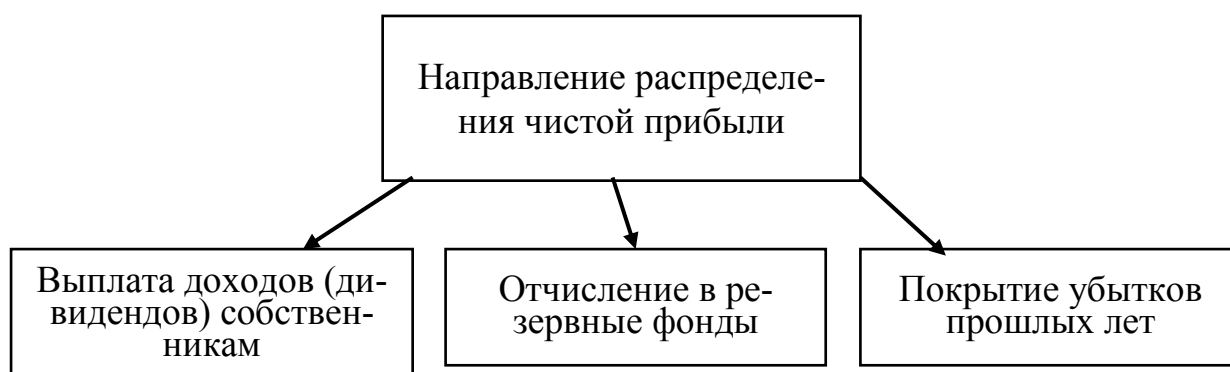 Направление распределе-
ния чистой прибыли
Выплата доходов (ди-
видендов) собствен-
никам
Отчисление в ре-
зервные фонды
Покрытие убытков
прошлых лет